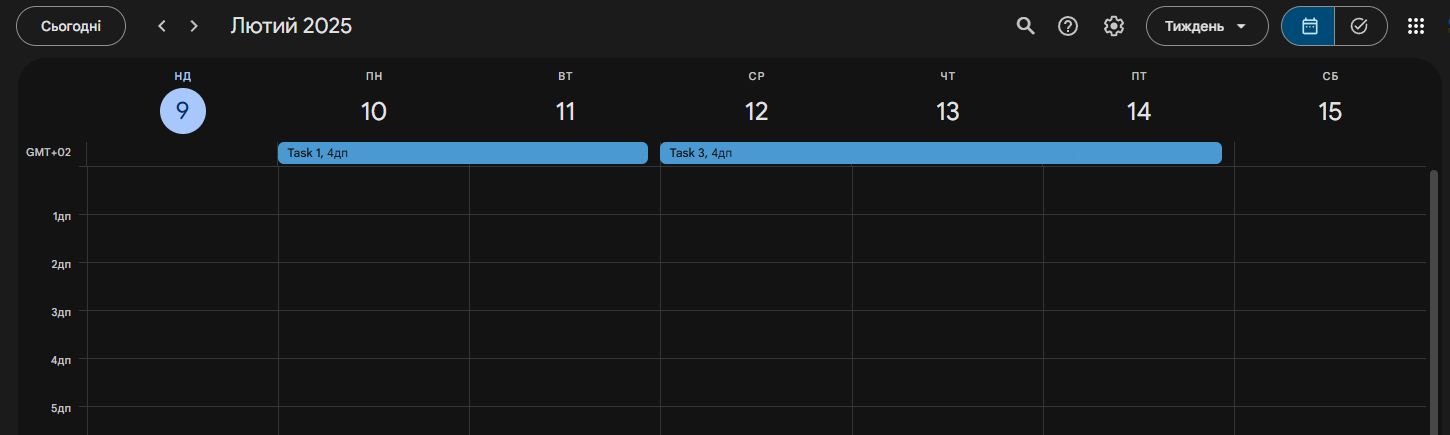 Сьогодні
Лютий 2025
Тиждень
НД ПН ВТ СР ЧТ ПТ СБ
9 10 11 12 13 14 15
GMT+02
Task 1, 4дп
Task 3, 4дп
1дп
2дп
3дп
4дп
5дп